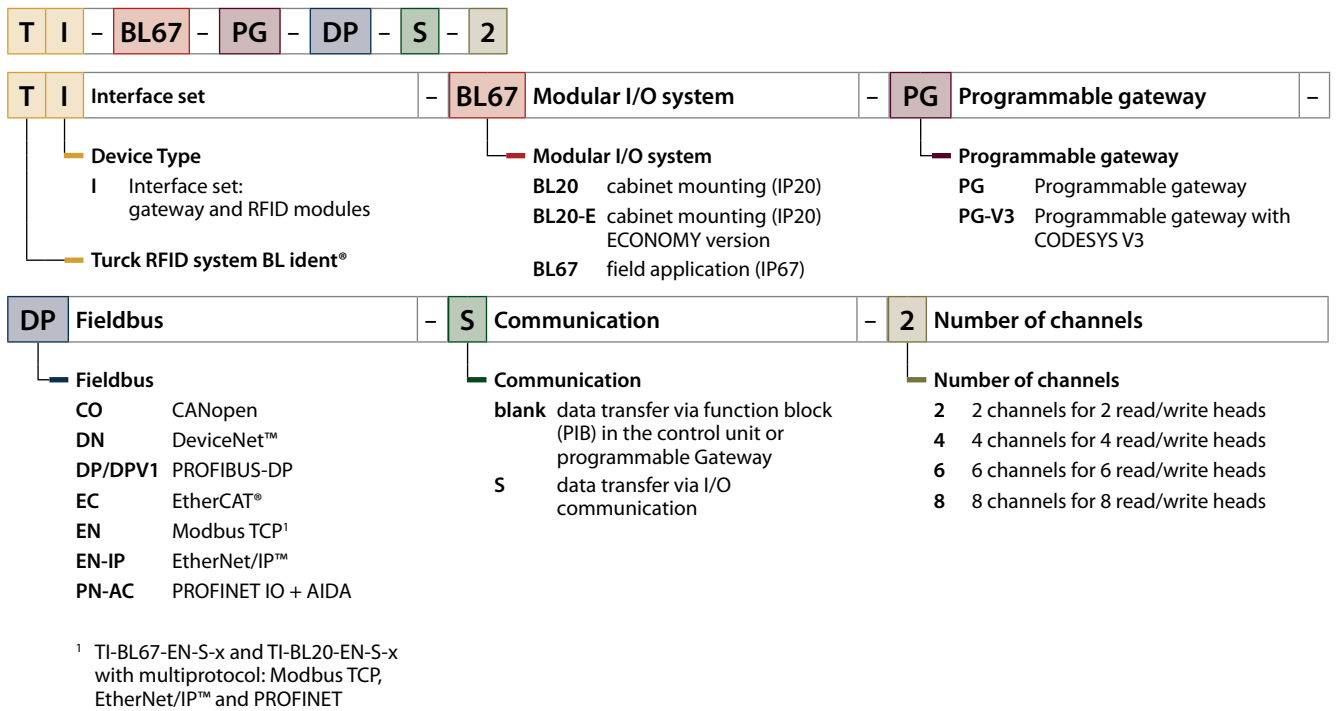 T I – BL67 – PG – DP – S – 2
T I Interface set – BL67 Modular I/O system – PG Programmable gateway –
Device Type
I Interface set:
gateway and RFID modules
Turck RFID system BL ident®
Modular I/O system
BL20 cabinet mounting (IP20)
BL20-E cabinet mounting (IP20)
ECONOMY version
BL67 field application (IP67)
Programmable gateway
PG Programmable gateway
PG-V3 Programmable gateway with
CODESYS V3
DP Fieldbus – S Communication – 2 Number of channels
Fieldbus
CO CANopen
DN DeviceNet™
DP/DPV1 PROFIBUS-DP
EC EtherCAT®
EN Modbus TCP¹
EN-IP EtherNet/IP™
PN-AC PROFINET IO + AIDA
¹ TI-BL67-EN-S-x and TI-BL20-EN-S-x
with multiprotocol: Modbus TCP,
EtherNet/IP™ and PROFINET
Communication
blank data transfer via function block
(PIB) in the control unit or
programmable Gateway
S data transfer via I/O
communication
Number of channels
2 2 channels for 2 read/write heads
4 4 channels for 4 read/write heads
6 6 channels for 6 read/write heads
8 8 channels for 8 read/write heads